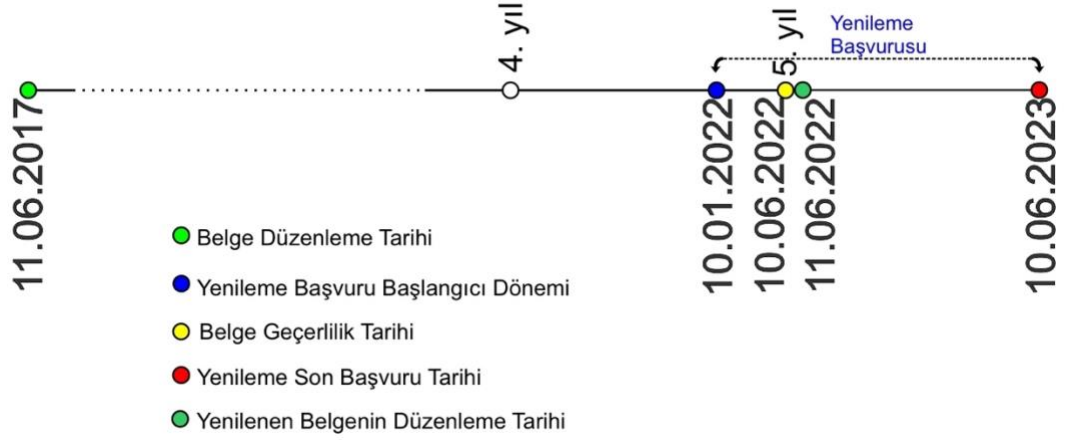 4. yıl
5. yıl
Yenileme
Başvurusu
11.06.2017
10.01.2022
10.06.2022
11.06.2022
10.06.2023
Belge Düzenleme Tarihi
Yenileme Başvuru Başlangıcı Dönemi
Belge Geçerlilik Tarihi
Yenileme Son Başvuru Tarihi
Yenilenen Belgenin Düzenleme Tarihi